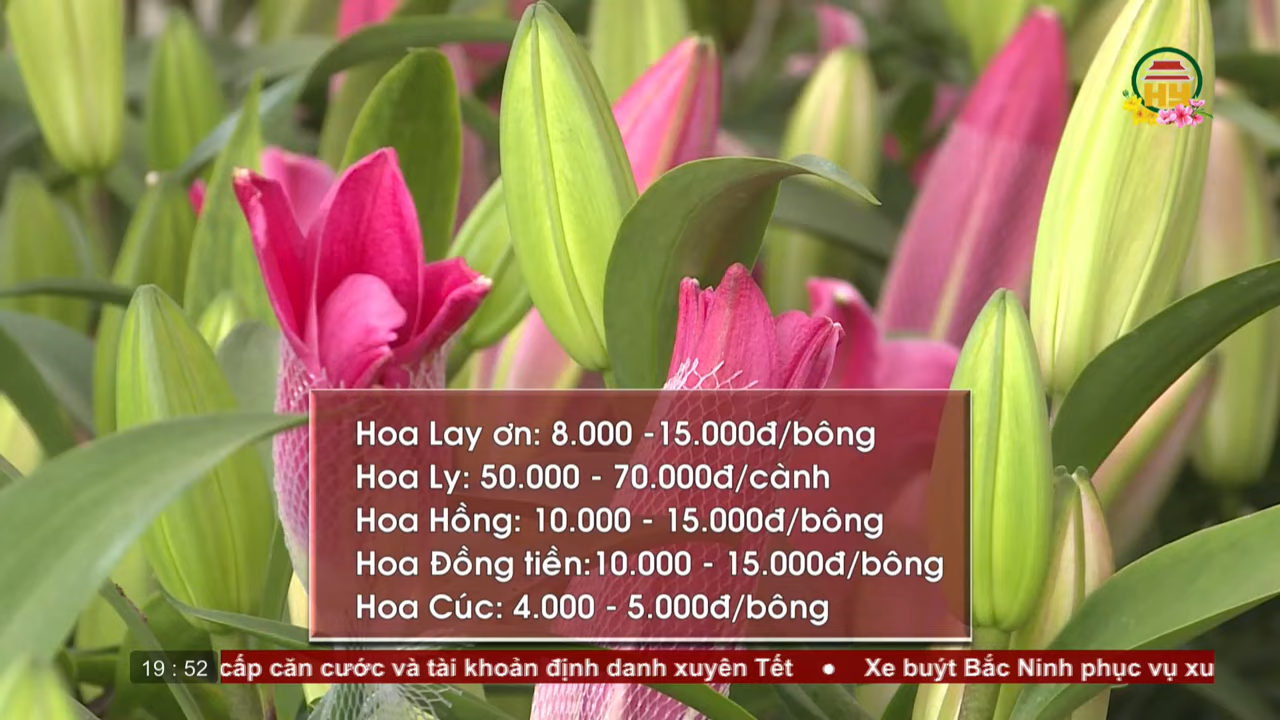 HY
Hoa Lay ơn: 8.000 -15.000đ/bông
Hoa Ly: 50.000 - 70.000đ/cành
Hoa Hồng: 10.000 - 15.000đ/bông
Hoa Đồng tiền:10.000 - 15.000đ/bông
Hoa Cúc: 4.000 - 5.000đ/bông
19 : 52 cấp căn cước và tài khoản định danh xuyên Tết • Xe buýt Bắc Ninh phục vụ xu